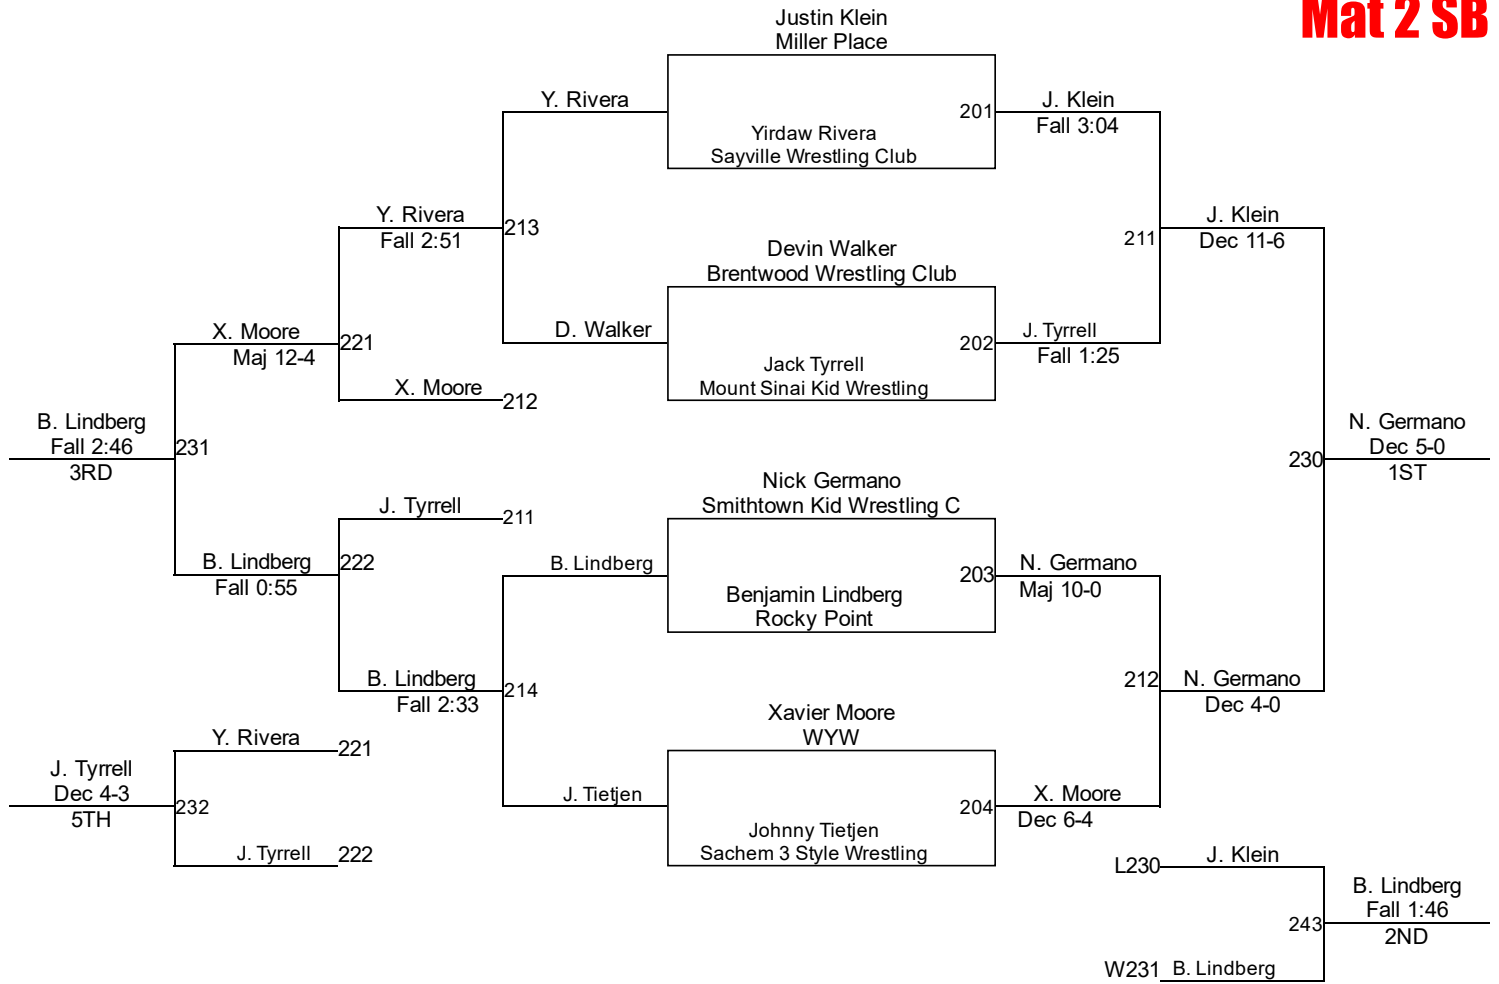 Mat 2 SB
Justin Klein
Miller Place
Y. Rivera
201
J. Klein
Fall 3:04
Yirdaw Rivera
Sayville Wrestling Club
Y. Rivera
Fall 2:51
213
Devin Walker
Brentwood Wrestling Club
211
J. Klein
Dec 11-6
X. Moore
Maj 12-4
221
D. Walker
202
J. Tyrrell
Fall 1:25
Jack Tyrrell
Mount Sinai Kid Wrestling
X. Moore
212
B. Lindberg
Fall 2:46
3RD
231
230
N. Germano
Dec 5-0
1ST
Nick Germano
Smithtown Kid Wrestling C
J. Tyrrell
211
B. Lindberg
Fall 0:55
222
B. Lindberg
203
N. Germano
Maj 10-0
Benjamin Lindberg
Rocky Point
B. Lindberg
Fall 2:33
214
212
N. Germano
Dec 4-0
Xavier Moore
WYW
Y. Rivera
221
J. Tyrrell
Dec 4-3
5TH
232
J. Tietjen
204
X. Moore
Dec 6-4
Johnny Tietjen
Sachem 3 Style Wrestling
J. Tyrrell
222
L230
J. Klein
B. Lindberg
Fall 1:46
2ND
243
W231
B. Lindberg